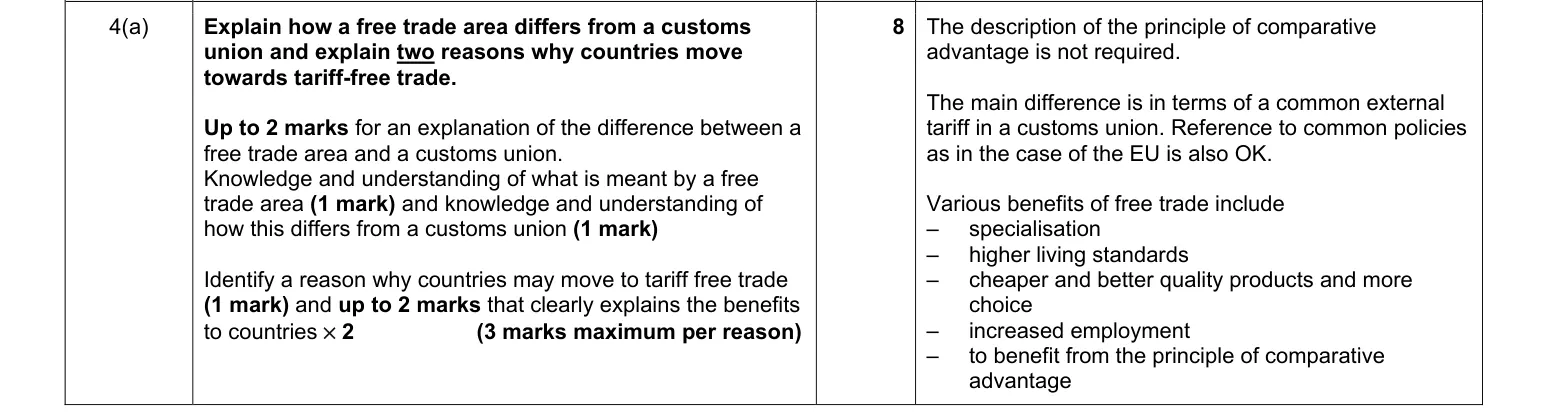 4(a)
Explain how a free trade area differs from a customs
union and explain two reasons why countries move
towards tariff-free trade.
Up to 2 marks for an explanation of the difference between a
free trade area and a customs union.
Knowledge and understanding of what is meant by a free
trade area (1 mark) and knowledge and understanding of
how this differs from a customs union (1 mark)
Identify a reason why countries may move to tariff free trade
(1 mark) and up to 2 marks that clearly explains the benefits
to countries × 2 (3 marks maximum per reason)
8
The description of the principle of comparative
advantage is not required.
The main difference is in terms of a common external
tariff in a customs union. Reference to common policies
as in the case of the EU is also OK.
Various benefits of free trade include
– specialisation
– higher living standards
– cheaper and better quality products and more
choice
– increased employment
– to benefit from the principle of comparative
advantage